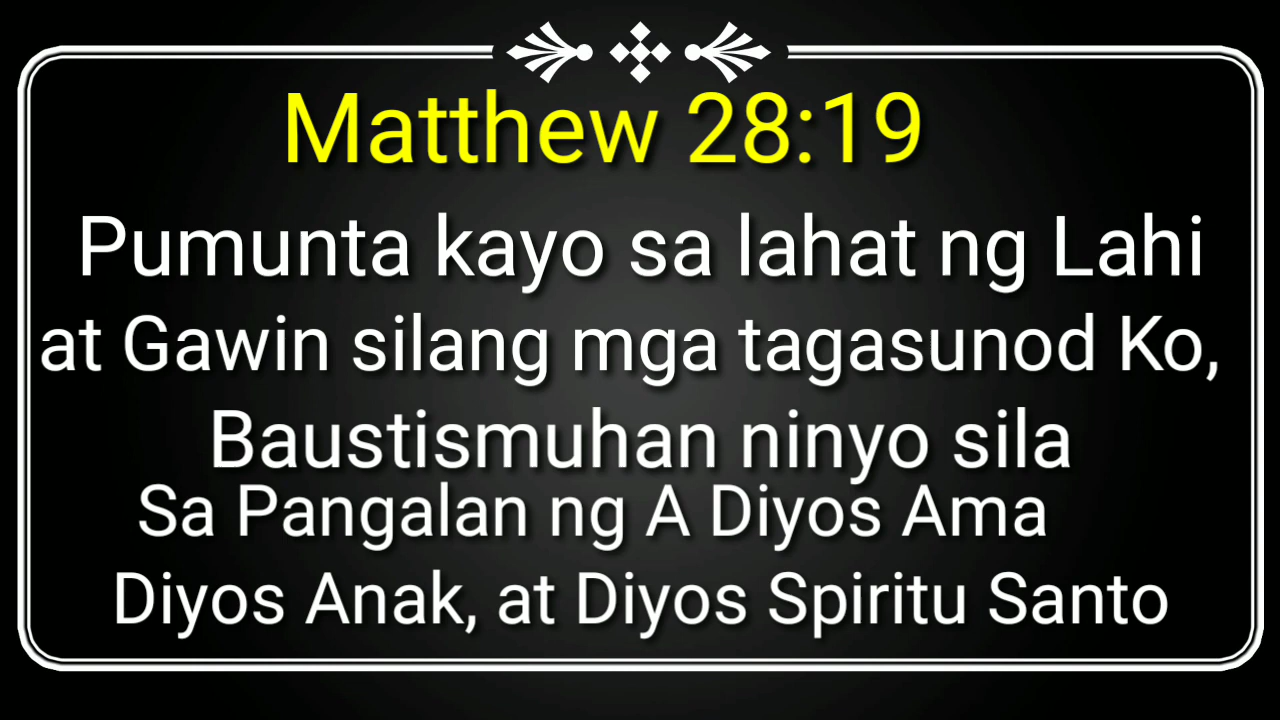 Matthew 28:19
Pumunta kayo sa lahat ng Lahi
at Gawin silang mga tagasunod Ko,
Baustismuhan ninyo sila
Sa Pangalan ng A Diyos Ama
Diyos Anak, at Diyos Spiritu Santo